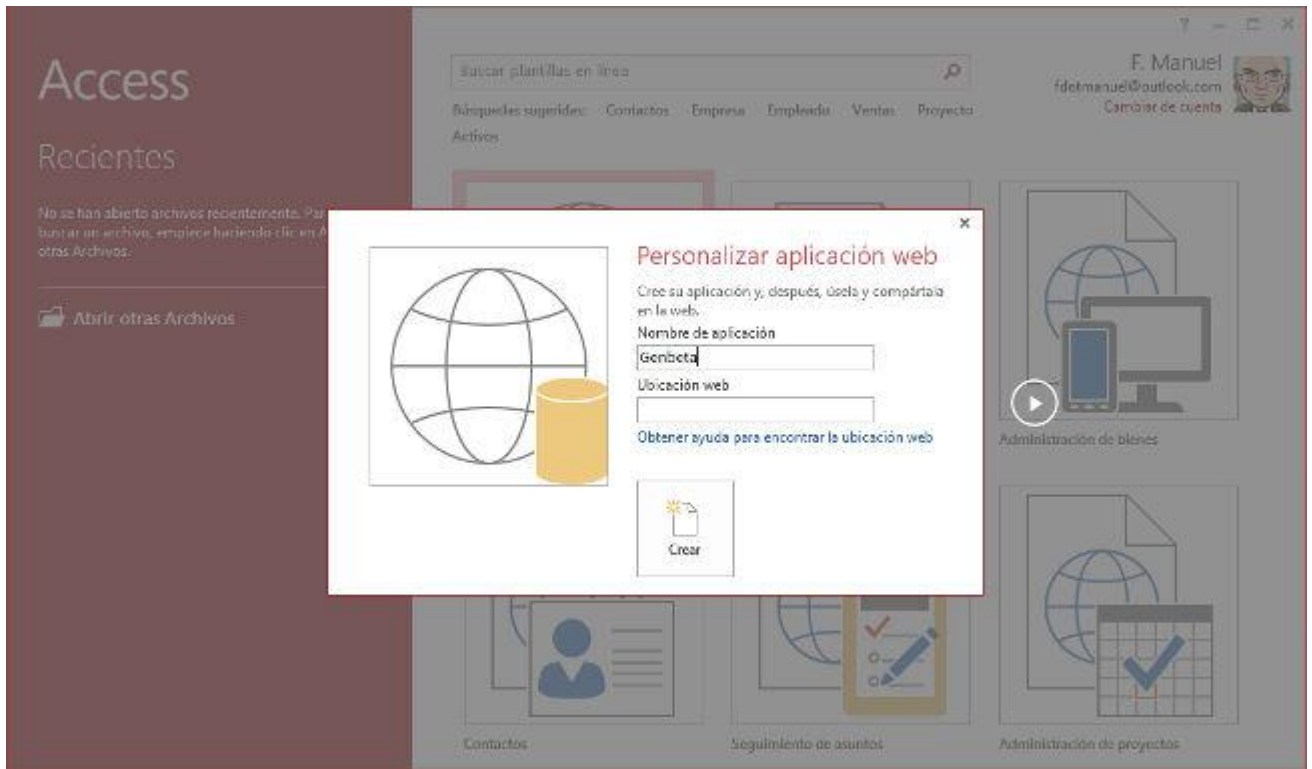 Access
Recientes
No se han abierto archivos recientemente. Par
buscar un archivo, empiece haciendo clic en A
otras Archivos.
Abrir otras Archivos
? – X
Buscar plantillas en línea
Búsquedas sugeridas: Contactos Empresa Empleado Ventas Proyecto
Activos
F. Manuel
fdotmanuel@outlook.com
Cambiar de cuenta
Personalizar aplicación web
Cree su aplicación y, después, úsela y compártala
en la web.
Nombre de aplicación
Genbeta
Ubicación web
Obtener ayuda para encontrar la ubicación web
Crear
Administración de bienes
Contactos
Seguimiento de asuntos
Administración de proyectos